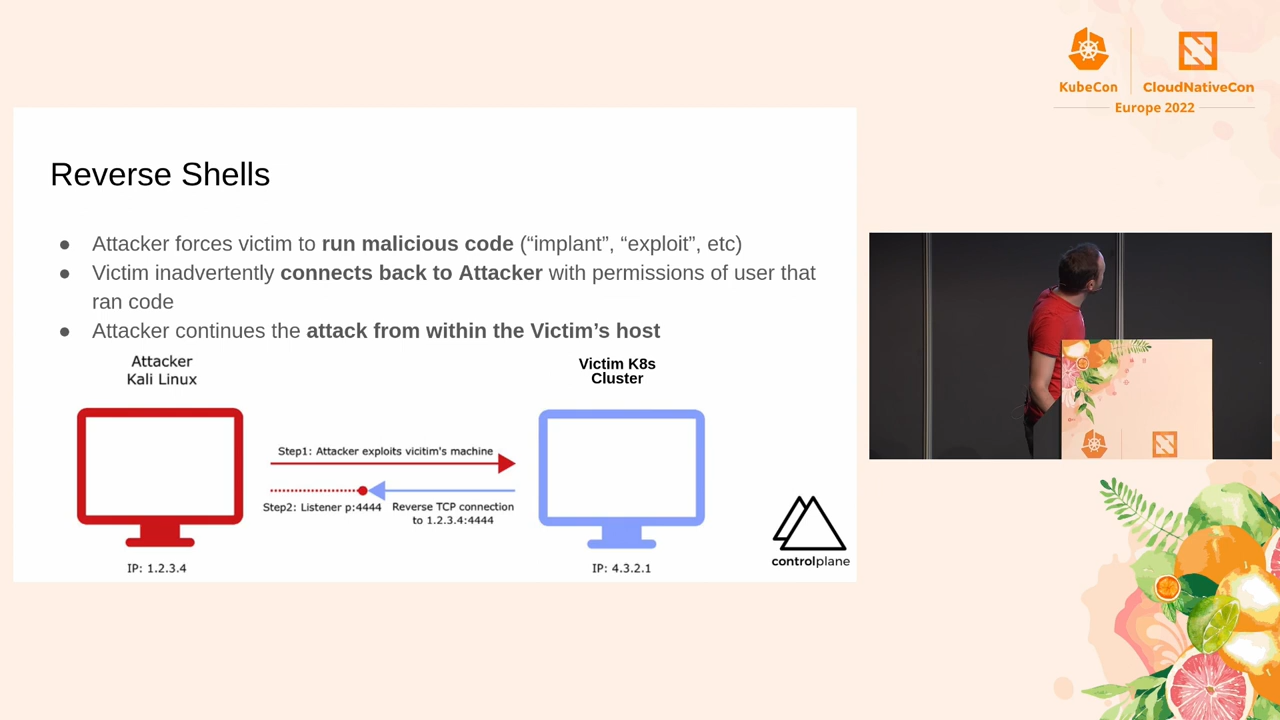 KubeCon
CloudNativeCon
Europe 2022
Reverse Shells
● Attacker forces victim to run malicious code (“implant”, “exploit”, etc)
● Victim inadvertently connects back to Attacker with permissions of user that
ran code
● Attacker continues the attack from within the Victim’s host
Attacker
Kali Linux
Victim K8s
Cluster
Step1: Attacker exploits vicitim's machine
Step2: Listener p:4444
Reverse TCP connection
to 1.2.3.4:4444
IP: 1.2.3.4
IP: 4.3.2.1
controlplane